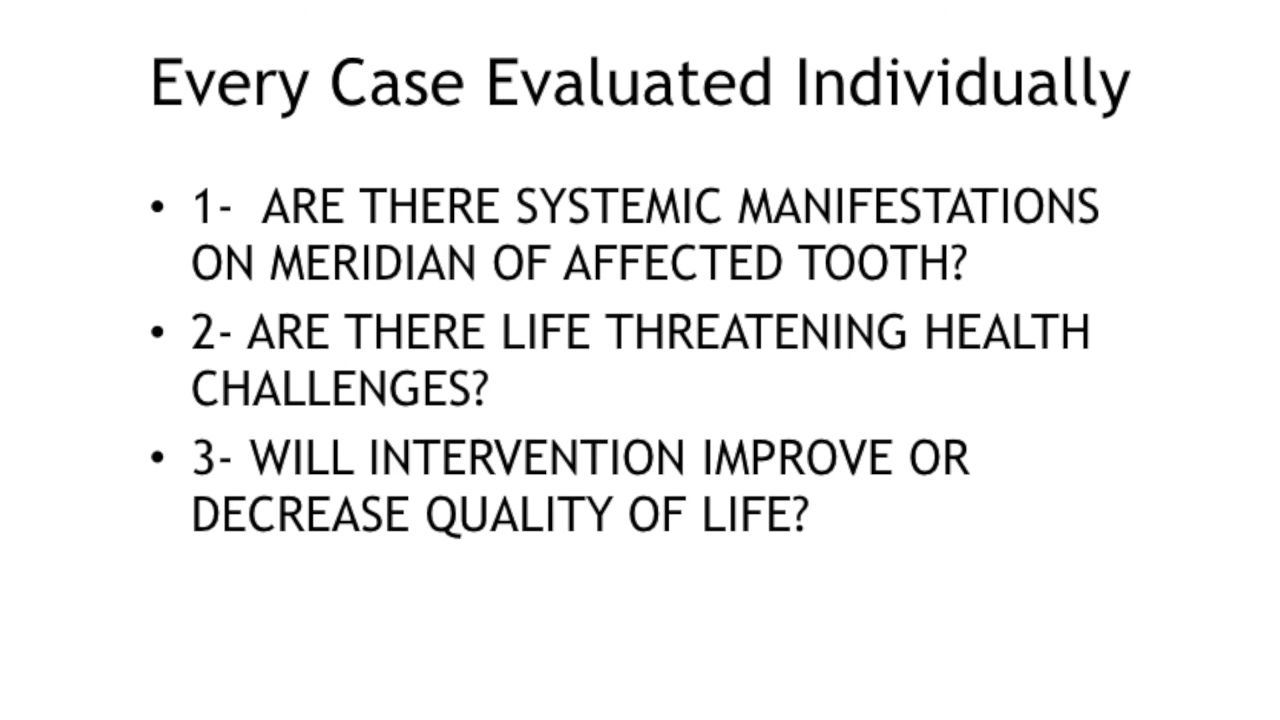 Every Case Evaluated Individually
• 1-  ARE THERE SYSTEMIC MANIFESTATIONS
ON MERIDIAN OF AFFECTED TOOTH?
• 2- ARE THERE LIFE THREATENING HEALTH
CHALLENGES?
• 3- WILL INTERVENTION IMPROVE OR
DECREASE QUALITY OF LIFE?